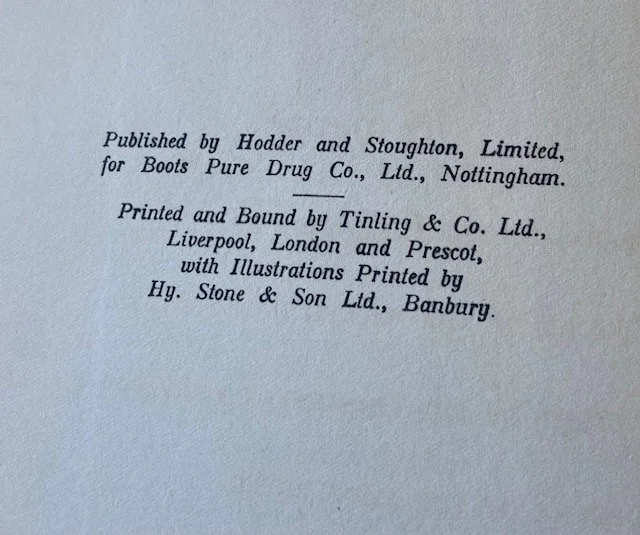 Published by Hodder and Stoughton, Limited,
for Boots Pure Drug Co., Ltd., Nottingham.
Printed and Bound by Tinling & Co. Ltd.,
Liverpool, London and Prescot,
with Illustrations Printed by
Hy. Stone & Son Ltd., Banbury.